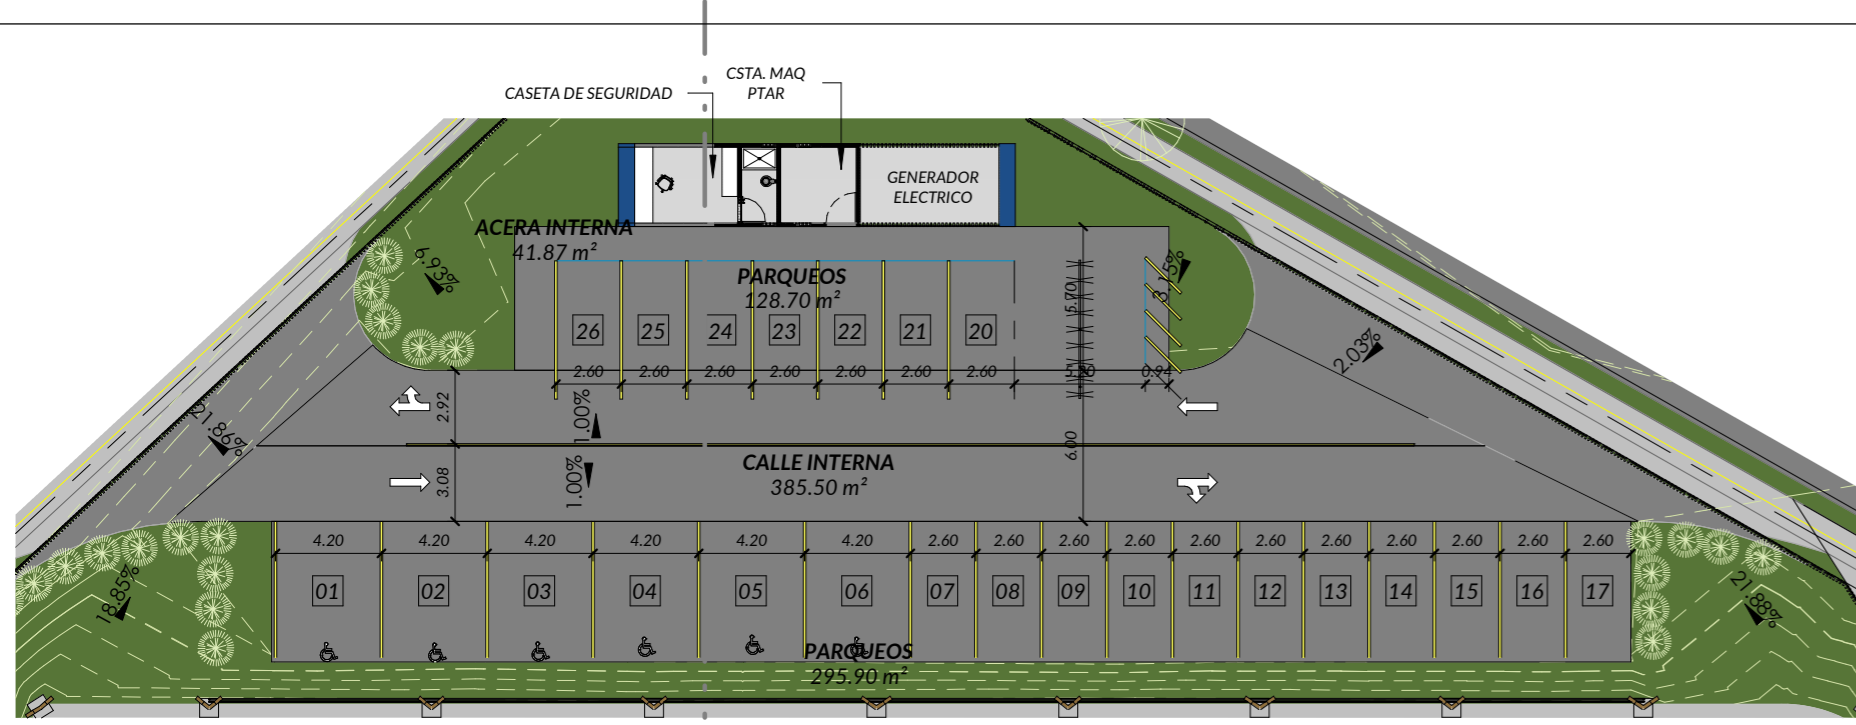 CSTA. MAQ
PTAR
CASETA DE SEGURIDAD
GENERADOR
ELECTRICO
ACERA INTERNA
41.87 m²
PARQUEOS
128.70 m²
6.93%
3.15%
5.70
26 25 24 23 22 21 20
2.60 2.60 2.60 2.60 2.60 2.60 2.60 0.94
2.03%
2.92
1.00%
21.86%
6.00
CALLE INTERNA
385.50 m²
3.08
1.00%
4.20 4.20 4.20 4.20 4.20 4.20 2.60 2.60 2.60 2.60 2.60 2.60 2.60 2.60 2.60 2.60 2.60
01 02 03 04 05 06 07 08 09 10 11 12 13 14 15 16 17
18.85%
21.88%
PARQUEOS
295.90 m²